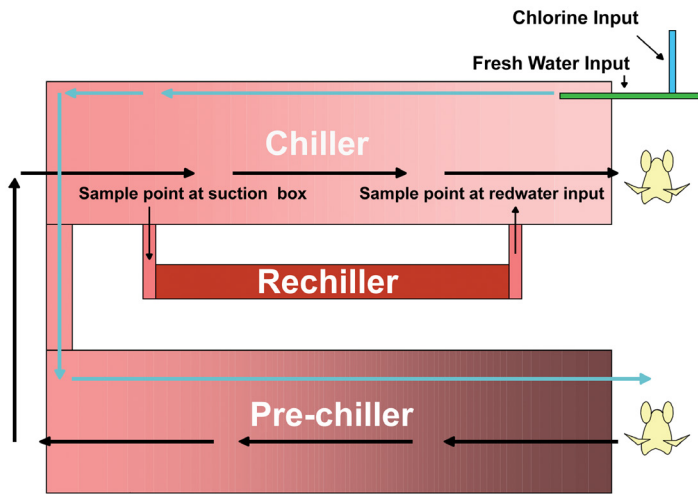 Chlorine Input
Fresh Water Input
Chiller
Sample point at suction box
Sample point at redwater input
Rechiller
Pre-chiller